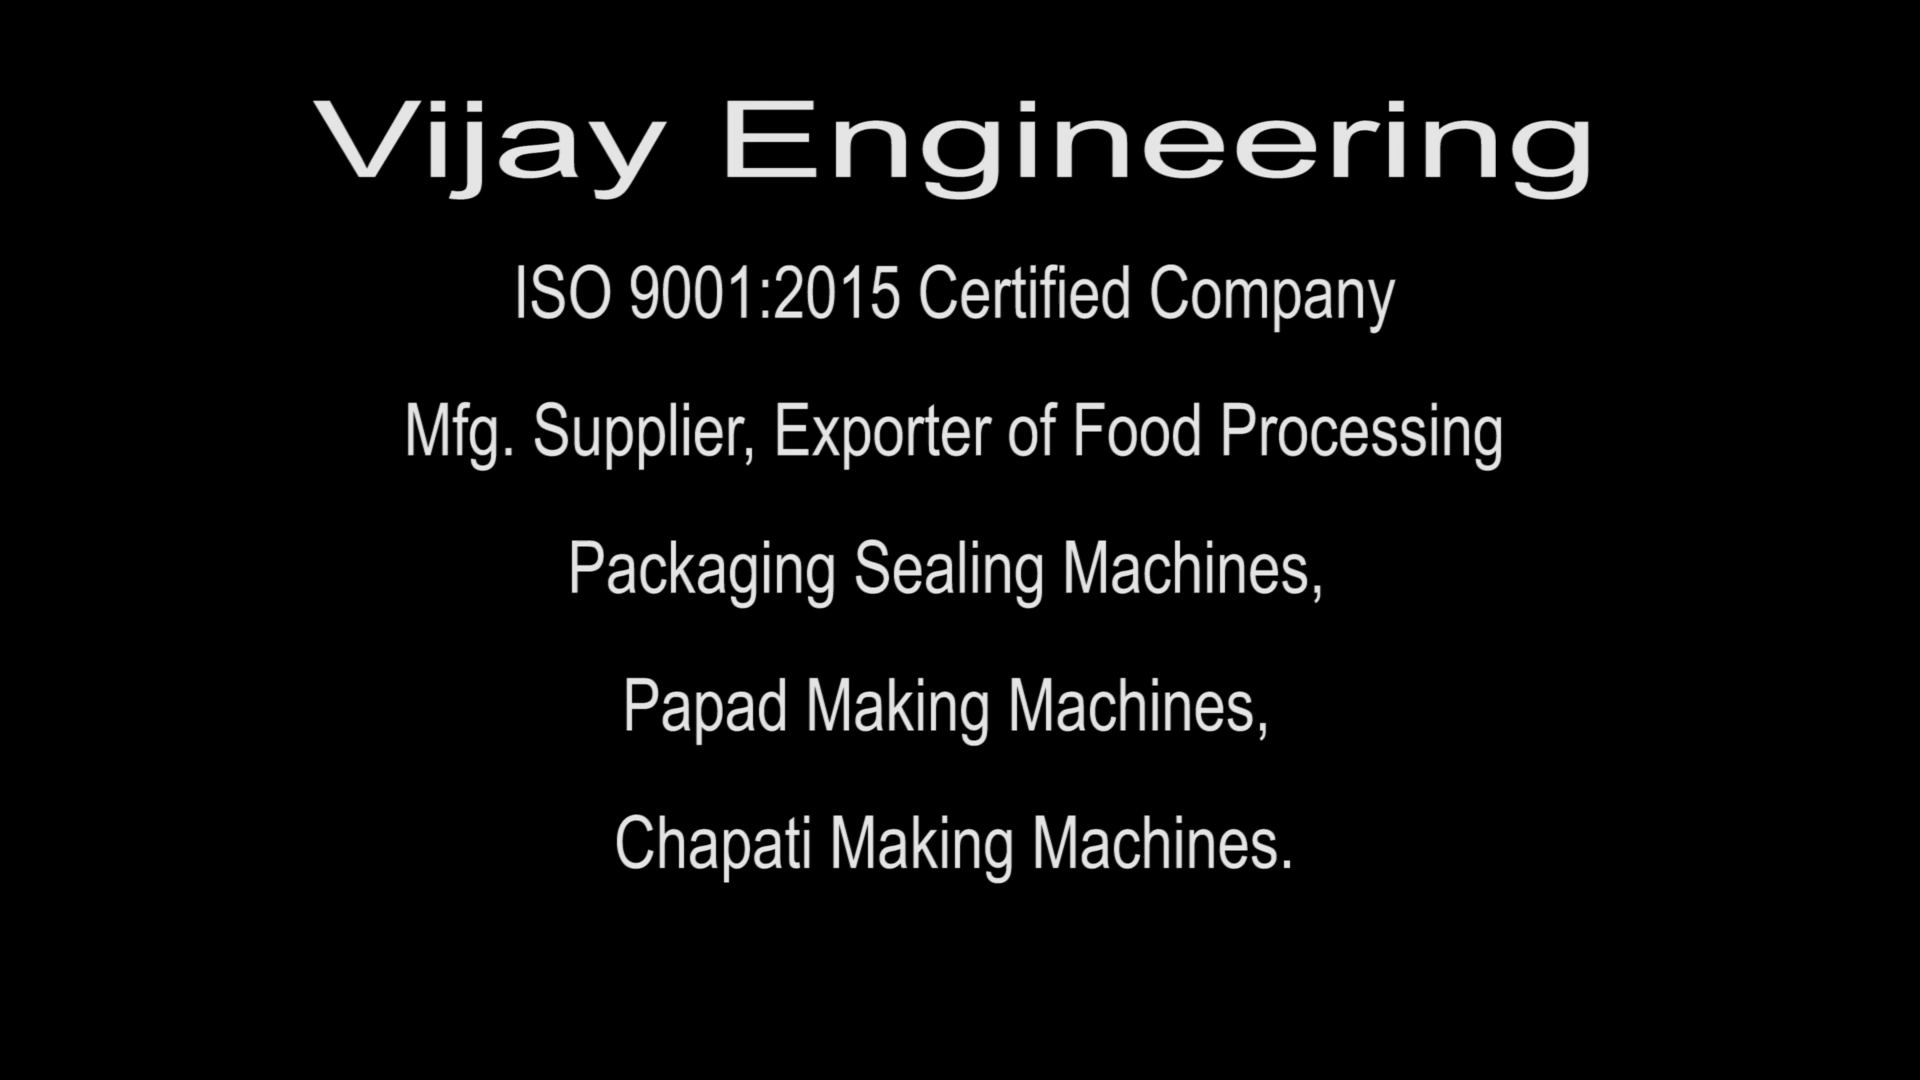 Vijay Engineering
ISO 9001:2015 Certified Company
Mfg. Supplier, Exporter of Food Processing
Packaging Sealing Machines,
Papad Making Machines,
Chapati Making Machines.